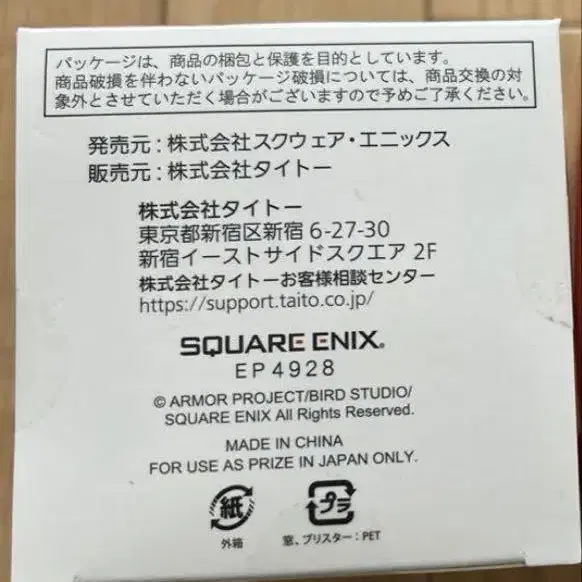 パッケージは、商品の梱包と保護を目的としています。
商品破損を伴わないパッケージ破損については、商品交換の対
象外とさせていただく場合がございますので予めご了承ください。
発売元：株式会社スクウェア・エニックス
販売元：株式会社タイトー
株式会社タイトー
東京都新宿区新宿 6-27-30
新宿イーストサイドスクエア 2F
株式会社タイトーお客様相談センター
https://support.taito.co.jp/
SQUARE ENIX®
EP4928
© ARMOR PROJECT/BIRD STUDIO/
SQUARE ENIX All Rights Reserved.
MADE IN CHINA
FOR USE AS PRIZE IN JAPAN ONLY.
紙 プラ
外箱 窓、ブリスター：PET